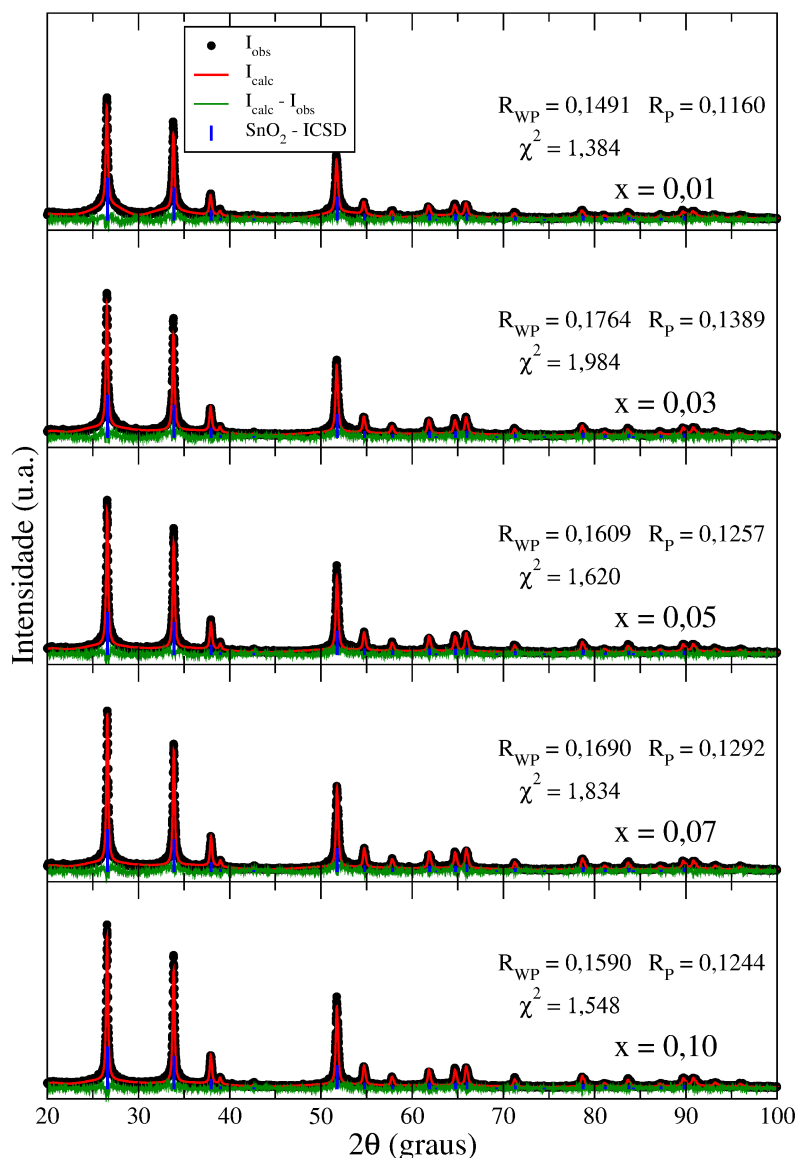 I_obs
I_calc
I_calc - I_obs
SnO_2 - ICSD
R_WP = 0,1491 R_P = 0,1160
χ^2 = 1,384
x = 0,01
R_WP = 0,1764 R_P = 0,1389
χ^2 = 1,984
x = 0,03
Intensidade (u.a.)
R_WP = 0,1609 R_P = 0,1257
χ^2 = 1,620
x = 0,05
R_WP = 0,1690 R_P = 0,1292
χ^2 = 1,834
x = 0,07
R_WP = 0,1590 R_P = 0,1244
χ^2 = 1,548
x = 0,10
20 30 40 50 60 70 80 90 100
2θ (graus)